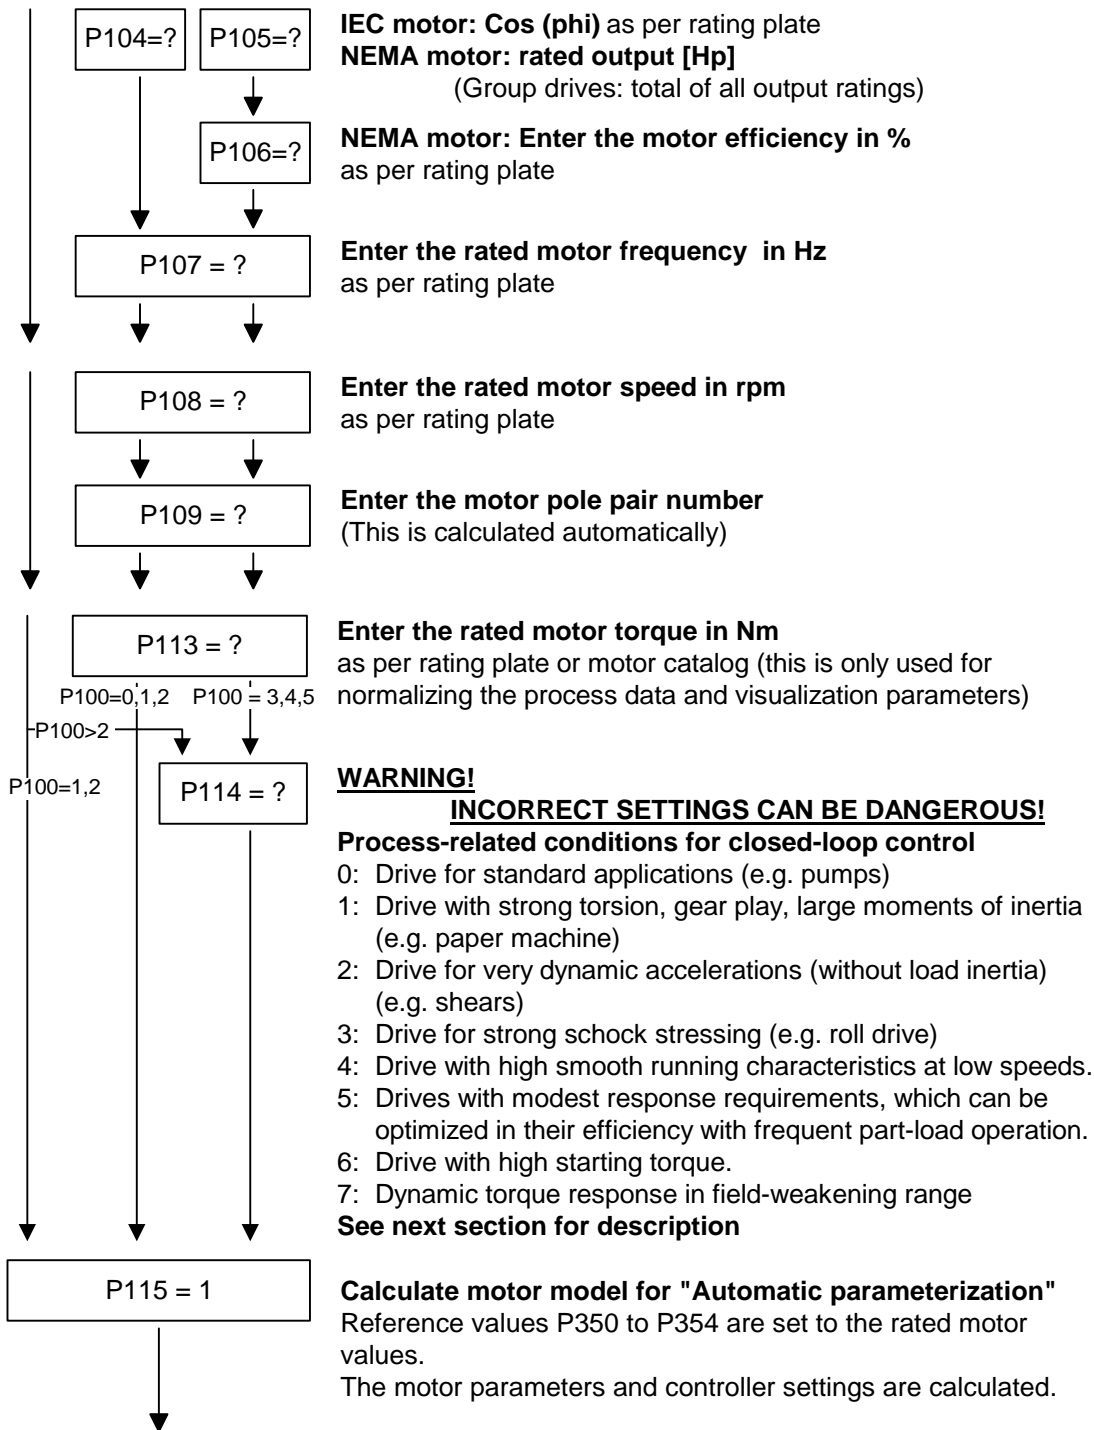 P104=?
P105=?
IEC motor: Cos (phi) as per rating plate
NEMA motor: rated output [Hp]
(Group drives: total of all output ratings)
P106=?
NEMA motor: Enter the motor efficiency in %
as per rating plate
P107 = ?
Enter the rated motor frequency in Hz
as per rating plate
P108 = ?
Enter the rated motor speed in rpm
as per rating plate
P109 = ?
Enter the motor pole pair number
(This is calculated automatically)
P113 = ?
Enter the rated motor torque in Nm
as per rating plate or motor catalog (this is only used for
normalizing the process data and visualization parameters)
P100=0,1,2
P100 = 3,4,5
P100>2
P100=1,2
P114 = ?
WARNING!
INCORRECT SETTINGS CAN BE DANGEROUS!
Process-related conditions for closed-loop control
0: Drive for standard applications (e.g. pumps)
1: Drive with strong torsion, gear play, large moments of inertia
(e.g. paper machine)
2: Drive for very dynamic accelerations (without load inertia)
(e.g. shears)
3: Drive for strong schock stressing (e.g. roll drive)
4: Drive with high smooth running characteristics at low speeds.
5: Drives with modest response requirements, which can be
optimized in their efficiency with frequent part-load operation.
6: Drive with high starting torque.
7: Dynamic torque response in field-weakening range
See next section for description
P115 = 1
Calculate motor model for "Automatic parameterization"
Reference values P350 to P354 are set to the rated motor
values.
The motor parameters and controller settings are calculated.